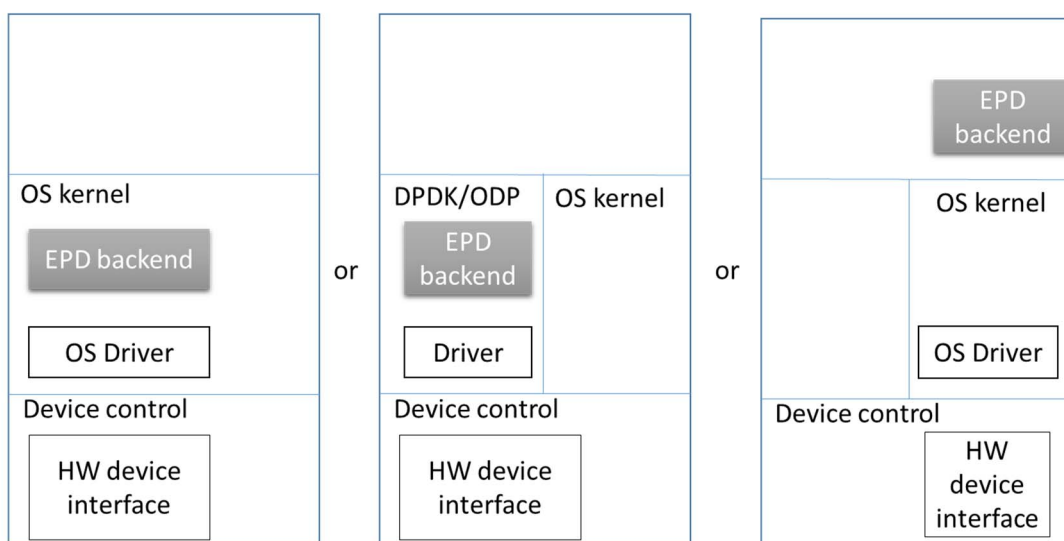 OS kernel
EPD backend
OS Driver
Device control
HW device
interface
or
DPDK/ODP
OS kernel
EPD
backend
Driver
Device control
HW device
interface
or
EPD
backend
OS kernel
OS Driver
Device control
HW
device
interface